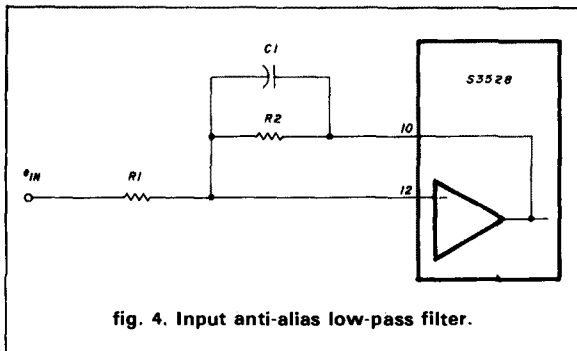 C1
S3528
R2
10
eIN
R1
12
fig. 4. Input anti-alias low-pass filter.